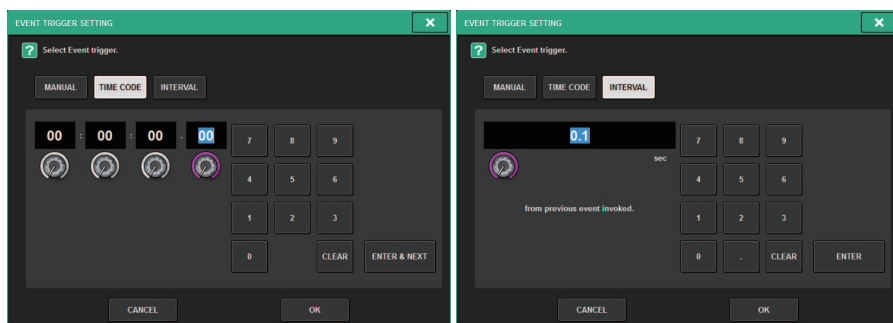 EVENT TRIGGER SETTING ×
? Select Event trigger.
MANUAL TIME CODE INTERVAL
00 : 00 : 00 . 00
7 8 9
4 5 6
1 2 3
0 CLEAR ENTER & NEXT
CANCEL OK
EVENT TRIGGER SETTING ×
? Select Event trigger.
MANUAL TIME CODE INTERVAL
0.1
sec
7 8 9
4 5 6
from previous event invoked.
1 2 3
0 . CLEAR ENTER
CANCEL OK